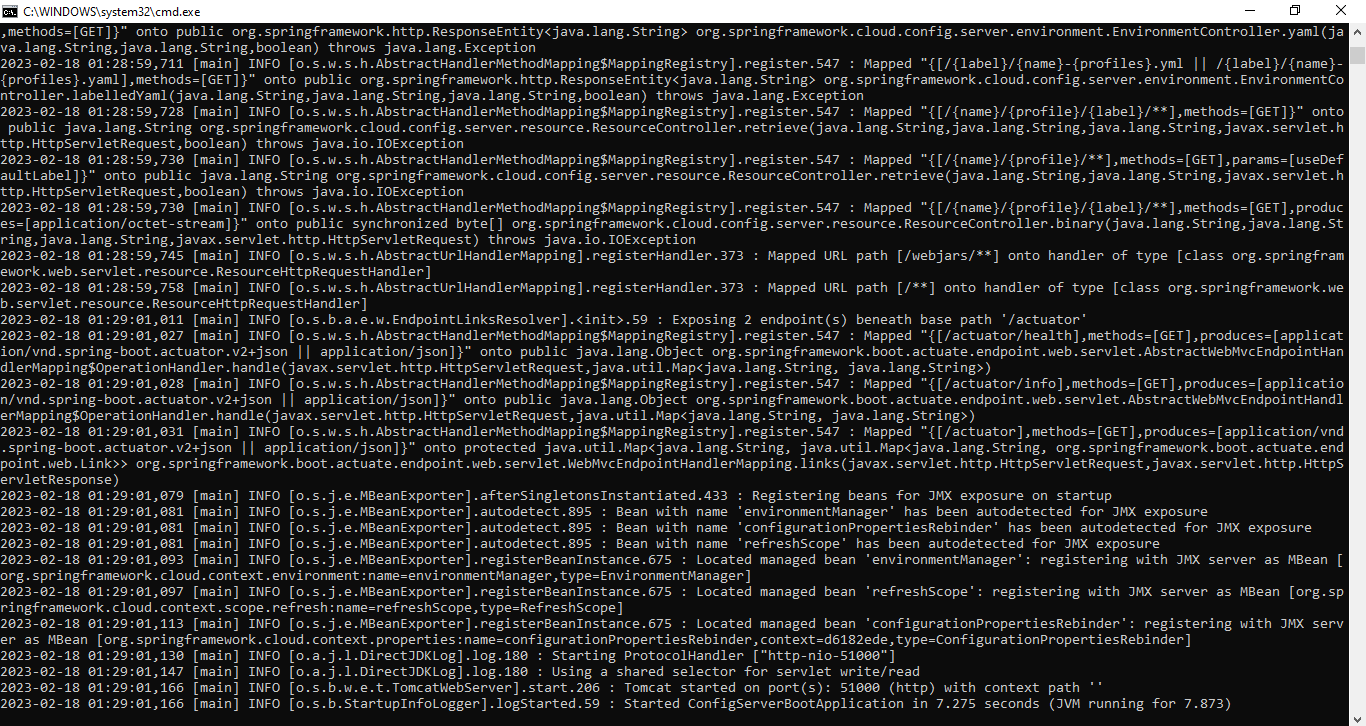 C:\WINDOWS\system32\cmd.exe
,methods=[GET]}" onto public org.springframework.http.ResponseEntity<java.lang.String> org.springframework.cloud.config.server.environment.EnvironmentController.yaml(ja
va.lang.String,java.lang.String,boolean) throws java.lang.Exception
2023-02-18 01:28:59,711 [main] INFO [o.s.w.s.h.AbstractHandlerMethodMapping$MappingRegistry].register.547 : Mapped "{[/{label}/{name}-{profiles}.yml || /{label}/{name}-
{profiles}.yaml],methods=[GET]}" onto public org.springframework.http.ResponseEntity<java.lang.String> org.springframework.cloud.config.server.environment.EnvironmentCo
ntroller.labelledYaml(java.lang.String,java.lang.String,java.lang.String,boolean) throws java.lang.Exception
2023-02-18 01:28:59,728 [main] INFO [o.s.w.s.h.AbstractHandlerMethodMapping$MappingRegistry].register.547 : Mapped "{[/{name}/{profile}/{label}/**],methods=[GET]}" onto
 public java.lang.String org.springframework.cloud.config.server.resource.ResourceController.retrieve(java.lang.String,java.lang.String,java.lang.String,javax.servlet.h
ttp.HttpServletRequest,boolean) throws java.io.IOException
2023-02-18 01:28:59,730 [main] INFO [o.s.w.s.h.AbstractHandlerMethodMapping$MappingRegistry].register.547 : Mapped "{[/{name}/{profile}/**],methods=[GET],params=[useDef
aultLabel]}" onto public java.lang.String org.springframework.cloud.config.server.resource.ResourceController.retrieve(java.lang.String,java.lang.String,javax.servlet.h
ttp.HttpServletRequest,boolean) throws java.io.IOException
2023-02-18 01:28:59,730 [main] INFO [o.s.w.s.h.AbstractHandlerMethodMapping$MappingRegistry].register.547 : Mapped "{[/{name}/{profile}/{label}/**],methods=[GET],produc
es=[application/octet-stream]}" onto public synchronized byte[] org.springframework.cloud.config.server.resource.ResourceController.binary(java.lang.String,java.lang.St
ring,java.lang.String,javax.servlet.http.HttpServletRequest) throws java.io.IOException
2023-02-18 01:28:59,745 [main] INFO [o.s.w.s.h.AbstractUrlHandlerMapping].registerHandler.373 : Mapped URL path [/webjars/**] onto handler of type [class org.springfram
ework.web.servlet.resource.ResourceHttpRequestHandler]
2023-02-18 01:28:59,758 [main] INFO [o.s.w.s.h.AbstractUrlHandlerMapping].registerHandler.373 : Mapped URL path [/**] onto handler of type [class org.springframework.we
b.servlet.resource.ResourceHttpRequestHandler]
2023-02-18 01:29:01,011 [main] INFO [o.s.b.a.e.w.EndpointLinksResolver].<init>.59 : Exposing 2 endpoint(s) beneath base path '/actuator'
2023-02-18 01:29:01,027 [main] INFO [o.s.w.s.h.AbstractHandlerMethodMapping$MappingRegistry].register.547 : Mapped "{[/actuator/health],methods=[GET],produces=[applicat
ion/vnd.spring-boot.actuator.v2+json || application/json]}" onto public java.lang.Object org.springframework.boot.actuate.endpoint.web.servlet.AbstractWebMvcEndpointHan
dlerMapping$OperationHandler.handle(javax.servlet.http.HttpServletRequest,java.util.Map<java.lang.String, java.lang.String>)
2023-02-18 01:29:01,028 [main] INFO [o.s.w.s.h.AbstractHandlerMethodMapping$MappingRegistry].register.547 : Mapped "{[/actuator/info],methods=[GET],produces=[applicatio
n/vnd.spring-boot.actuator.v2+json || application/json]}" onto public java.lang.Object org.springframework.boot.actuate.endpoint.web.servlet.AbstractWebMvcEndpointHandl
erMapping$OperationHandler.handle(javax.servlet.http.HttpServletRequest,java.util.Map<java.lang.String, java.lang.String>)
2023-02-18 01:29:01,031 [main] INFO [o.s.w.s.h.AbstractHandlerMethodMapping$MappingRegistry].register.547 : Mapped "{[/actuator],methods=[GET],produces=[application/vnd
.spring-boot.actuator.v2+json || application/json]}" onto protected java.util.Map<java.lang.String, java.util.Map<java.lang.String, org.springframework.boot.actuate.end
point.web.Link>> org.springframework.boot.actuate.endpoint.web.servlet.WebMvcEndpointHandlerMapping.links(javax.servlet.http.HttpServletRequest,javax.servlet.http.HttpS
ervletResponse)
2023-02-18 01:29:01,079 [main] INFO [o.s.j.e.MBeanExporter].afterSingletonsInstantiated.433 : Registering beans for JMX exposure on startup
2023-02-18 01:29:01,081 [main] INFO [o.s.j.e.MBeanExporter].autodetect.895 : Bean with name 'environmentManager' has been autodetected for JMX exposure
2023-02-18 01:29:01,081 [main] INFO [o.s.j.e.MBeanExporter].autodetect.895 : Bean with name 'configurationPropertiesRebinder' has been autodetected for JMX exposure
2023-02-18 01:29:01,081 [main] INFO [o.s.j.e.MBeanExporter].autodetect.895 : Bean with name 'refreshScope' has been autodetected for JMX exposure
2023-02-18 01:29:01,093 [main] INFO [o.s.j.e.MBeanExporter].registerBeanInstance.675 : Located managed bean 'environmentManager': registering with JMX server as MBean [
org.springframework.cloud.context.environment:name=environmentManager,type=EnvironmentManager]
2023-02-18 01:29:01,097 [main] INFO [o.s.j.e.MBeanExporter].registerBeanInstance.675 : Located managed bean 'refreshScope': registering with JMX server as MBean [org.sp
ringframework.cloud.context.scope.refresh:name=refreshScope,type=RefreshScope]
2023-02-18 01:29:01,113 [main] INFO [o.s.j.e.MBeanExporter].registerBeanInstance.675 : Located managed bean 'configurationPropertiesRebinder': registering with JMX serv
er as MBean [org.springframework.cloud.context.properties:name=configurationPropertiesRebinder,context=d6182ede,type=ConfigurationPropertiesRebinder]
2023-02-18 01:29:01,130 [main] INFO [o.a.j.l.DirectJDKLog].log.180 : Starting ProtocolHandler ["http-nio-51000"]
2023-02-18 01:29:01,147 [main] INFO [o.a.j.l.DirectJDKLog].log.180 : Using a shared selector for servlet write/read
2023-02-18 01:29:01,166 [main] INFO [o.s.b.w.e.t.TomcatWebServer].start.206 : Tomcat started on port(s): 51000 (http) with context path ''
2023-02-18 01:29:01,166 [main] INFO [o.s.b.StartupInfoLogger].logStarted.59 : Started ConfigServerBootApplication in 7.275 seconds (JVM running for 7.873)